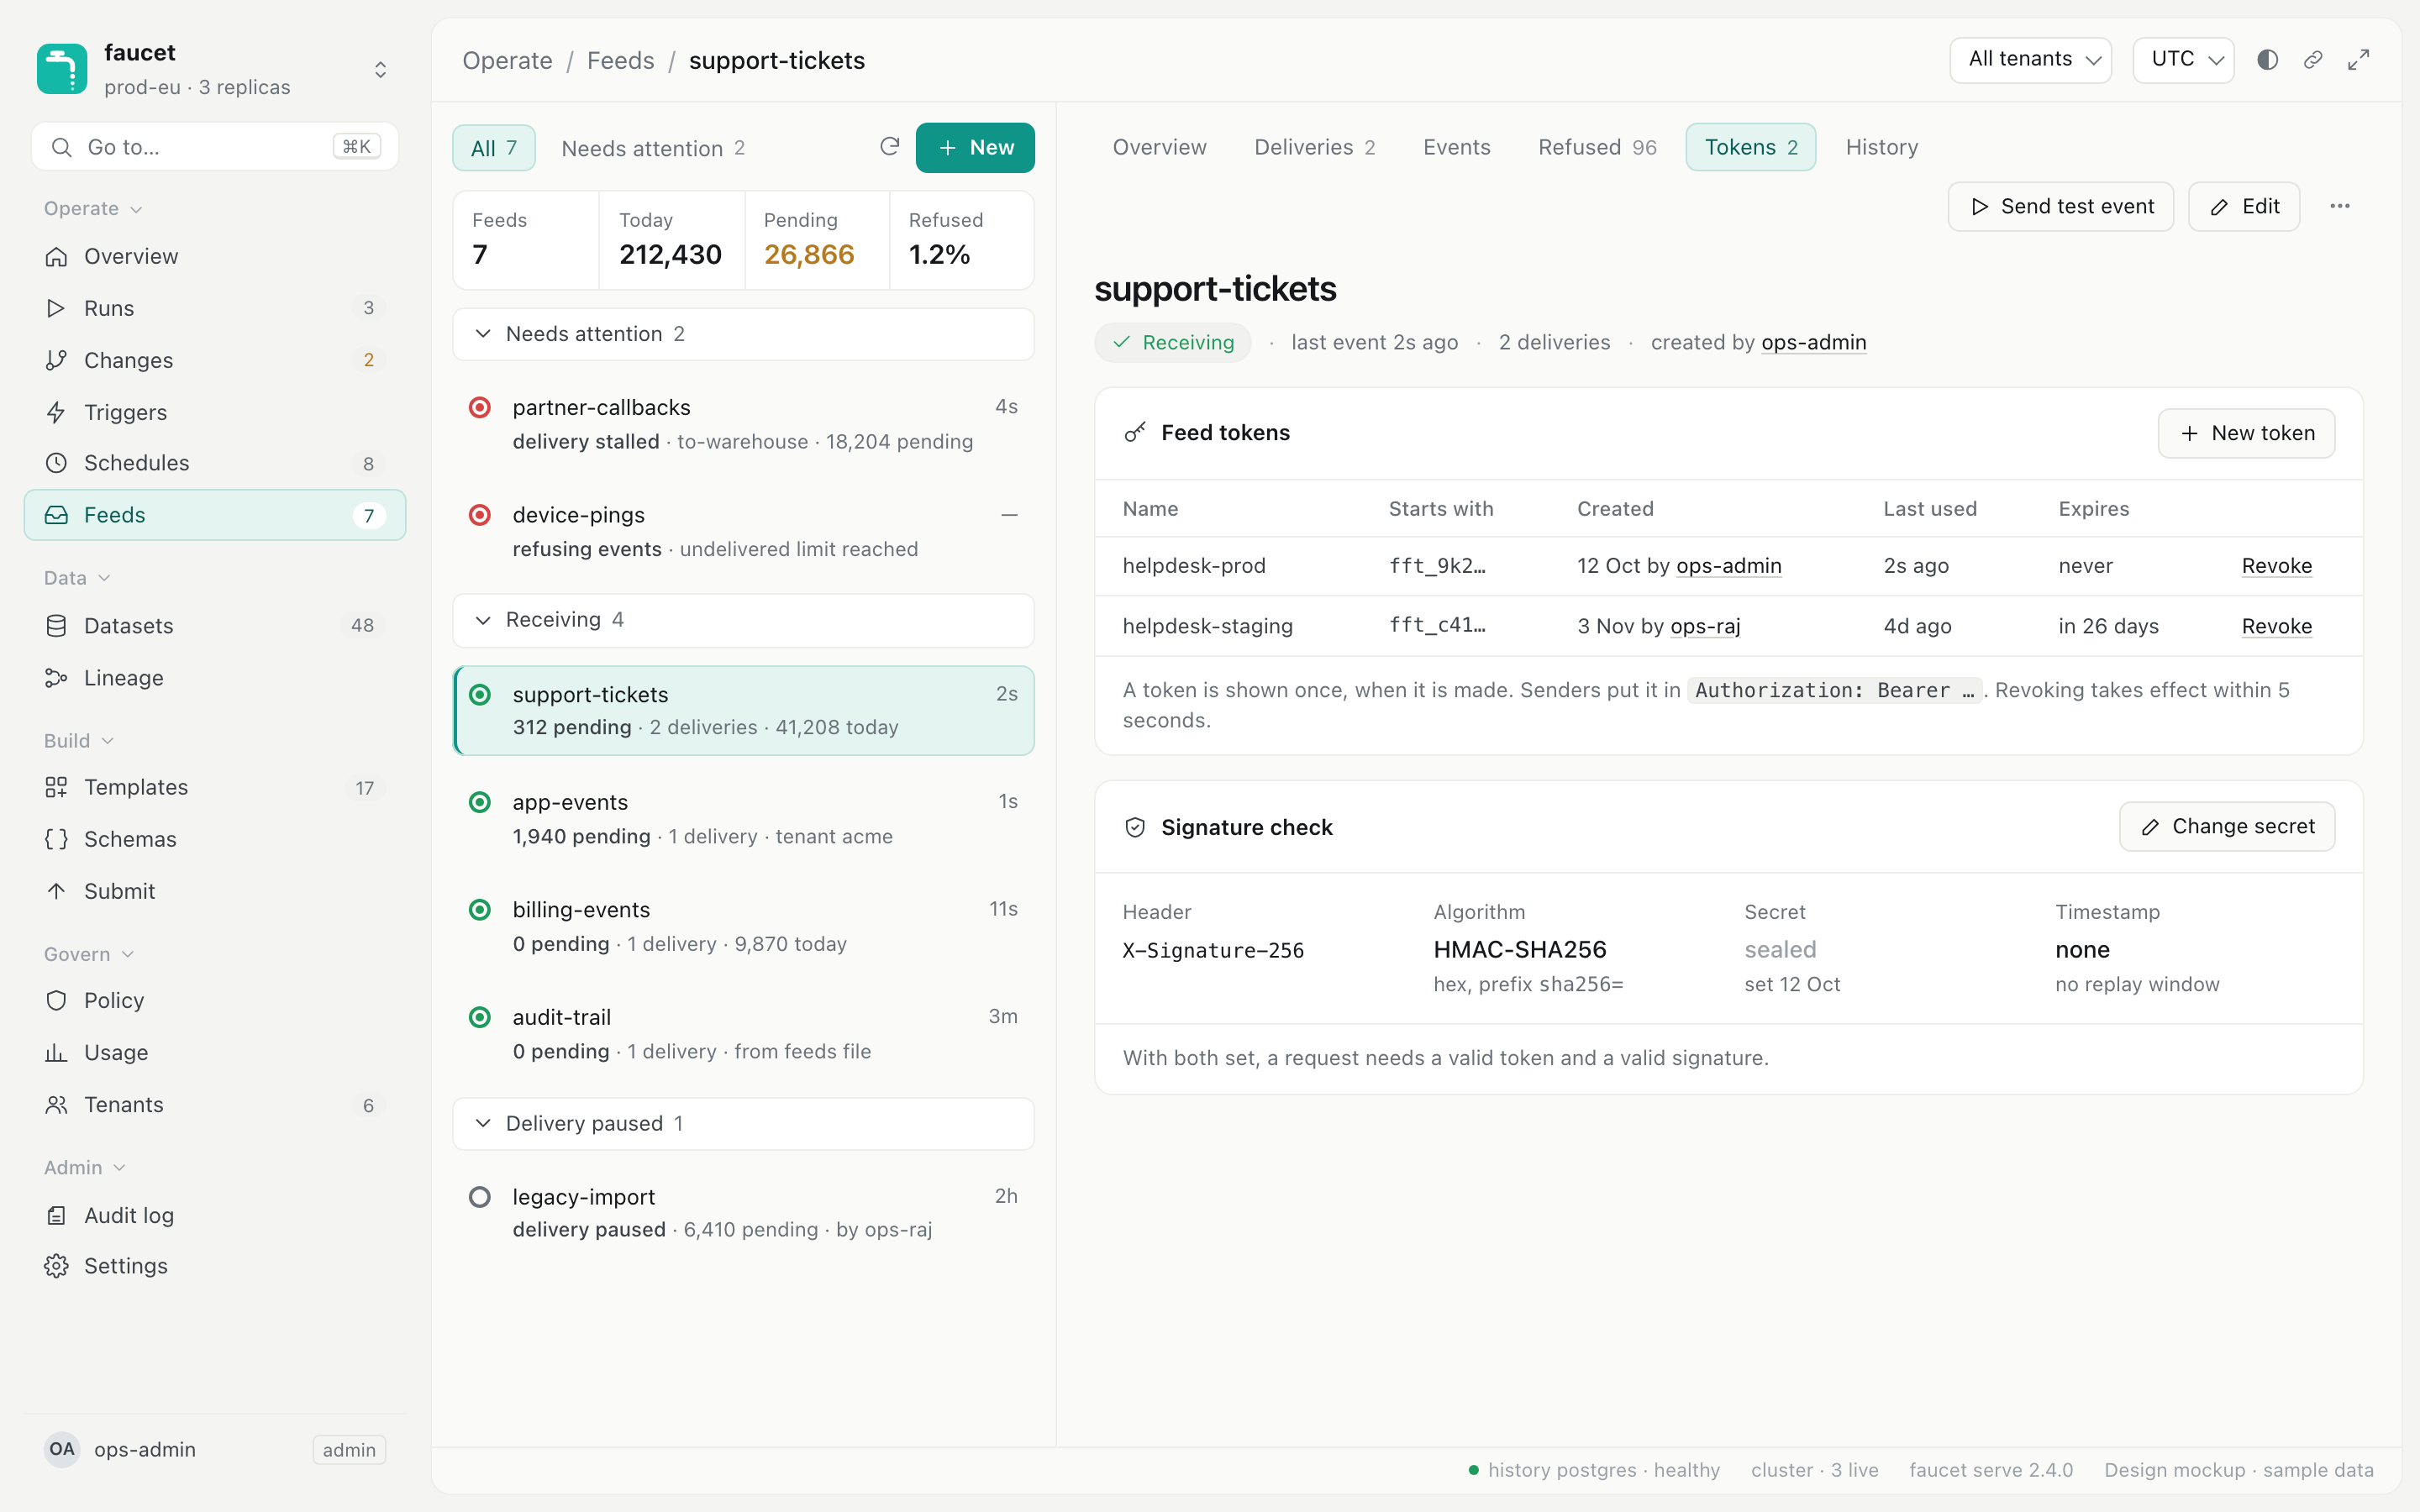 faucet
prod-eu · 3 replicas
Go to...
⌘K
Operate
Overview
Runs 3
Changes 2
Triggers
Schedules 8
Feeds 7
Data
Datasets 48
Lineage
Build
Templates 17
Schemas
Submit
Govern
Policy
Usage
Tenants 6
Admin
Audit log
Settings
OA ops-admin admin
Operate / Feeds / support-tickets
All tenants UTC
All 7 Needs attention 2 New
Feeds Today Pending Refused
7 212,430 26,866 1.2%
Needs attention 2
partner-callbacks 4s
delivery stalled · to-warehouse · 18,204 pending
device-pings —
refusing events · undelivered limit reached
Receiving 4
support-tickets 2s
312 pending · 2 deliveries · 41,208 today
app-events 1s
1,940 pending · 1 delivery · tenant acme
billing-events 11s
0 pending · 1 delivery · 9,870 today
audit-trail 3m
0 pending · 1 delivery · from feeds file
Delivery paused 1
legacy-import 2h
delivery paused · 6,410 pending · by ops-raj
Overview Deliveries 2 Events Refused 96 Tokens 2 History
Send test event Edit
support-tickets
Receiving · last event 2s ago · 2 deliveries · created by ops-admin
Feed tokens New token
Name Starts with Created Last used Expires
helpdesk-prod fft_9k2… 12 Oct by ops-admin 2s ago never Revoke
helpdesk-staging fft_c41… 3 Nov by ops-raj 4d ago in 26 days Revoke
A token is shown once, when it is made. Senders put it in Authorization: Bearer … . Revoking takes effect within 5
seconds.
Signature check Change secret
Header Algorithm Secret Timestamp
X-Signature-256 HMAC-SHA256 sealed none
hex, prefix sha256= set 12 Oct no replay window
With both set, a request needs a valid token and a valid signature.
history postgres · healthy cluster · 3 live faucet serve 2.4.0 Design mockup · sample data